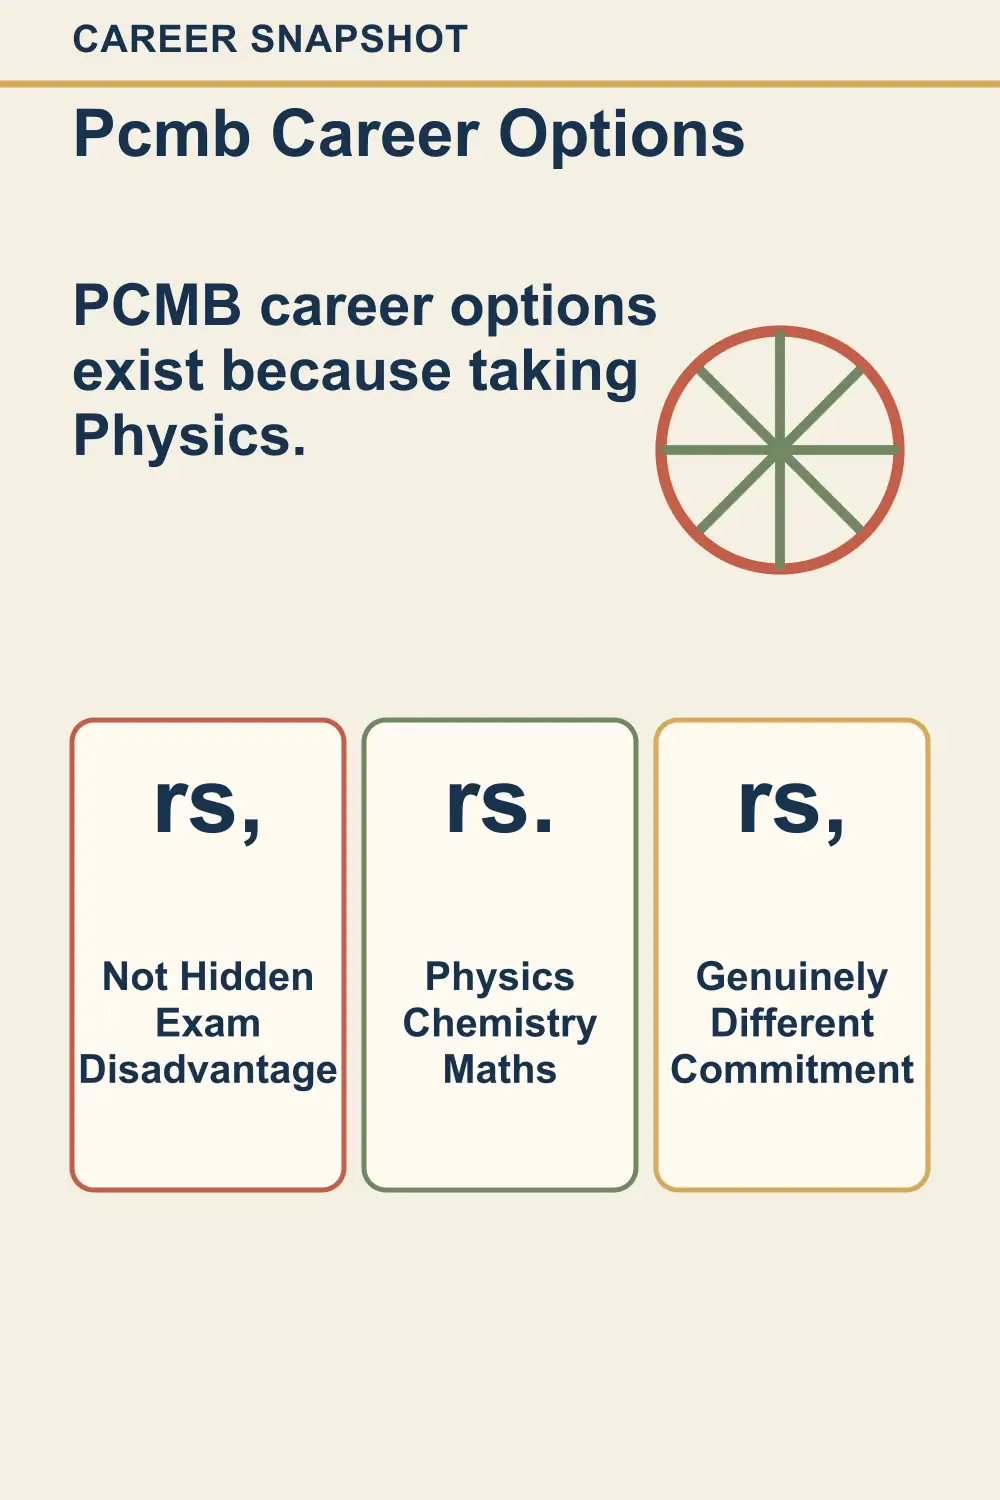 CAREER SNAPSHOT
Pcmb Career Options
PCMB career options
exist because taking
Physics.
rs,
Not Hidden
Exam
Disadvantage
rs.
Physics
Chemistry
Maths
rs,
Genuinely
Different
Commitment